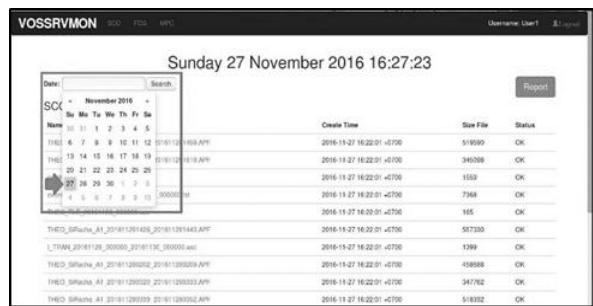 VOSSRVMON SCO FDS MPC Username: User1 Logout
Sunday 27 November 2016 16:27:23
Date: Search
Report
SCO
« November 2016 »
Su Mo Tu We Th Fr Sa
30 31 1 2 3 4 5
6 7 8 9 10 11 12
13 14 15 16 17 18 19
20 21 22 23 24 25 26
27 28 29 30 1 2 3
4 5 6 7 8 9 10
Name Create Time Size File Status
2016-11-27 16:22:01 +0700 519590 OK
2016-11-27 16:22:01 +0700 OK
2016-11-27 16:22:01 +0700 OK
_000000.txt 2016-11-27 16:22:01 +0700 7368 OK
2016-11-27 16:22:01 +0700 165 OK
THEO_SiRacha_A1_201611291426_201611291443.APF 2016-11-27 16:22:01 +0700 557330 OK
2016-11-27 16:22:01 +0700 1399 OK
THEO_SiRacha_A1_201611280202_201611280209.APF 2016-11-27 16:22:01 +0700 OK
2016-11-27 16:22:01 +0700 347762 OK
2016-11-27 16:22:01 +0700 518332 OK